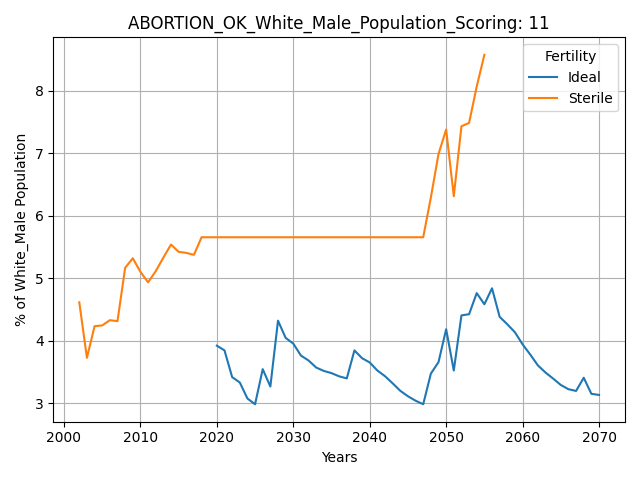 ABORTION_OK_White_Male_Population_Scoring: 11
% of White_Male Population
8
7
6
5
4
3
2000 2010 2020 2030 2040 2050 2060 2070
Years
Fertility
Ideal
Sterile